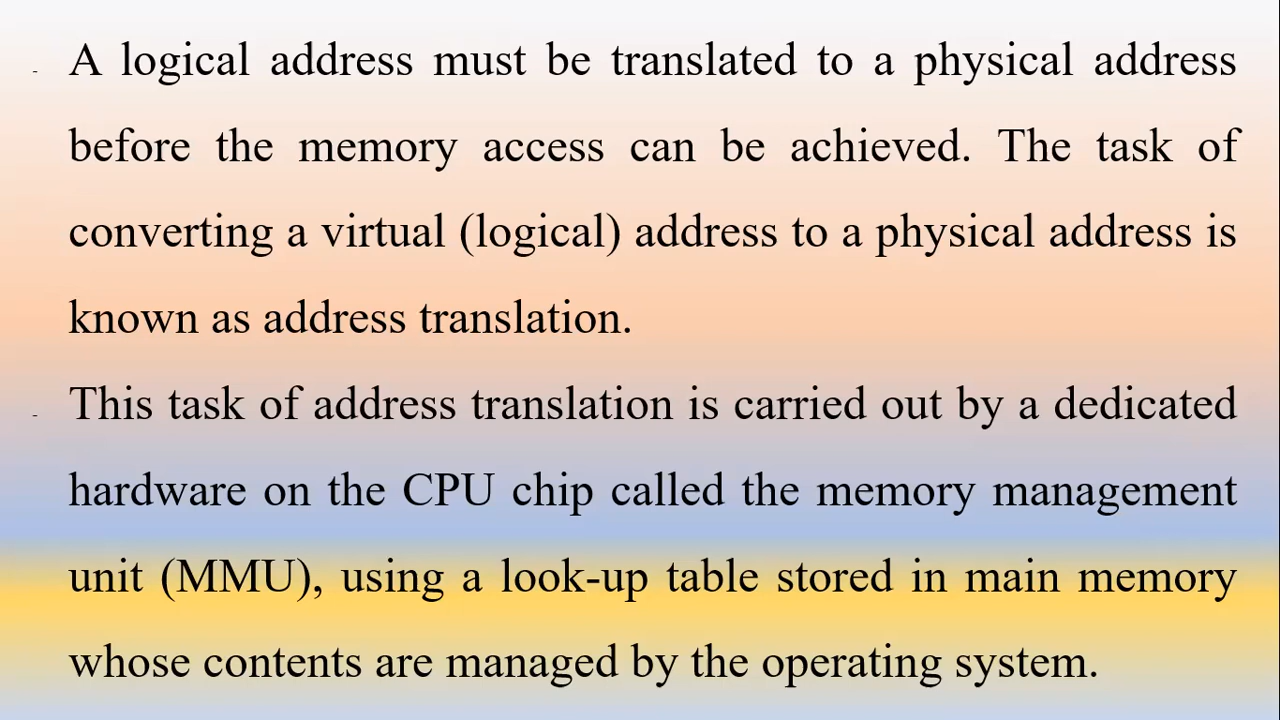 - A logical address must be translated to a physical address
before the memory access can be achieved. The task of
converting a virtual (logical) address to a physical address is
known as address translation.
- This task of address translation is carried out by a dedicated
hardware on the CPU chip called the memory management
unit (MMU), using a look-up table stored in main memory
whose contents are managed by the operating system.